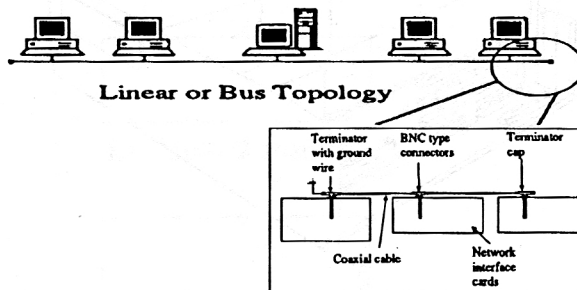 Linear or Bus Topology
Terminator
with ground
wire
BNC type
connectors
Terminator
cap
Coaxial cable
Network
interface
cards